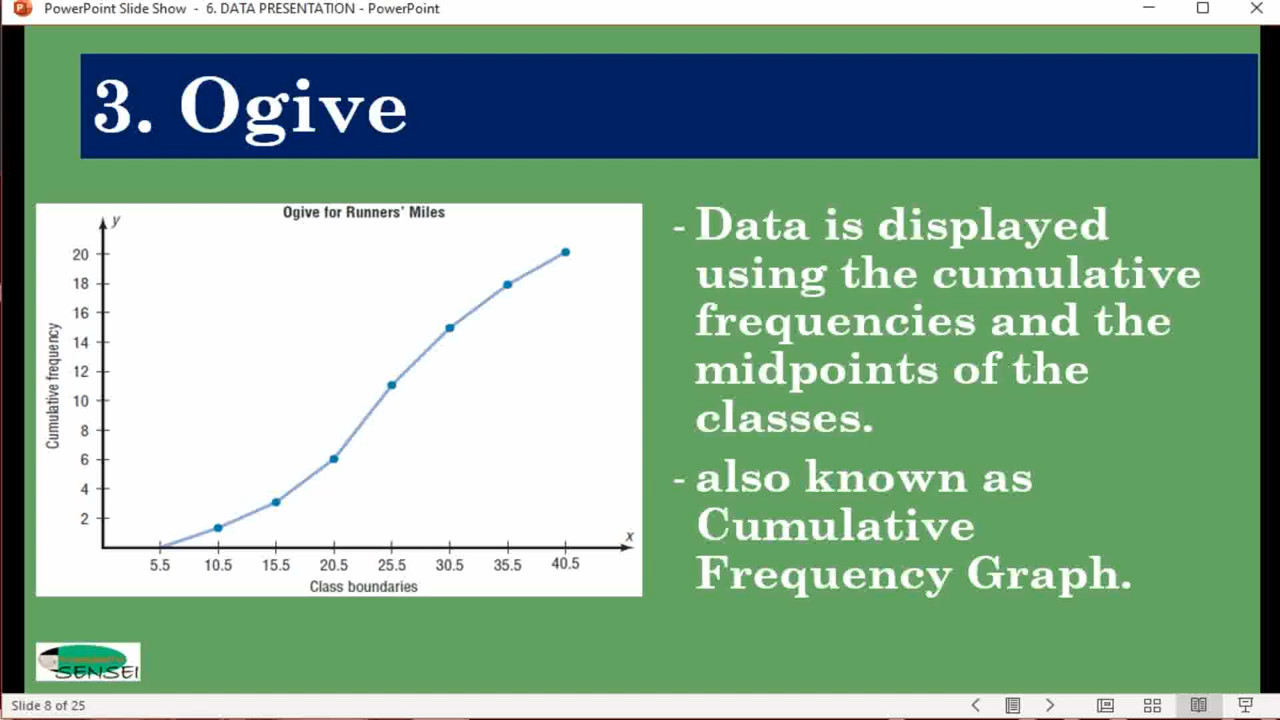 PowerPoint Slide Show - 6. DATA PRESENTATION - PowerPoint
3. Ogive
Ogive for Runners' Miles
y
20
18
16
14
12
10
8
6
4
2
Cumulative frequency
x
5.5 10.5 15.5 20.5 25.5 30.5 35.5 40.5
Class boundaries
- Data is displayed
using the cumulative
frequencies and the
midpoints of the
classes.
- also known as
Cumulative
Frequency Graph.
SENSEI
Slide 8 of 25